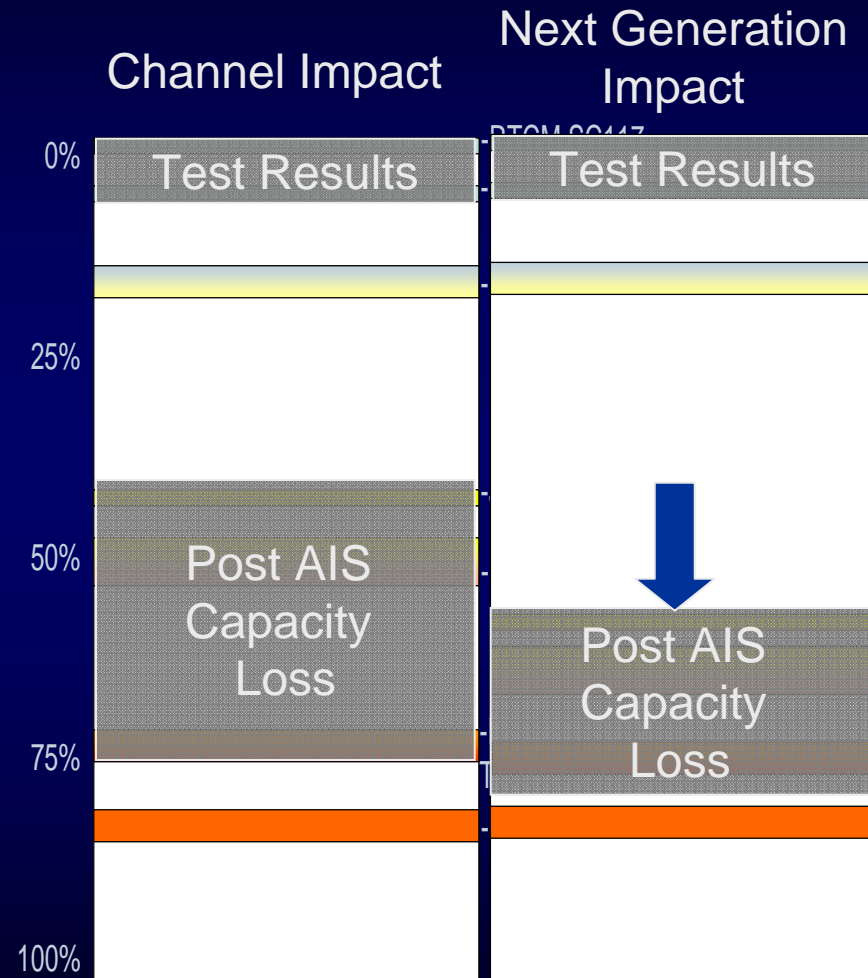 Channel Impact
Next Generation
Impact
0%
Test Results
Test Results
25%
50%
Post AIS
Capacity
Loss
Post AIS
Capacity
Loss
75%
100%